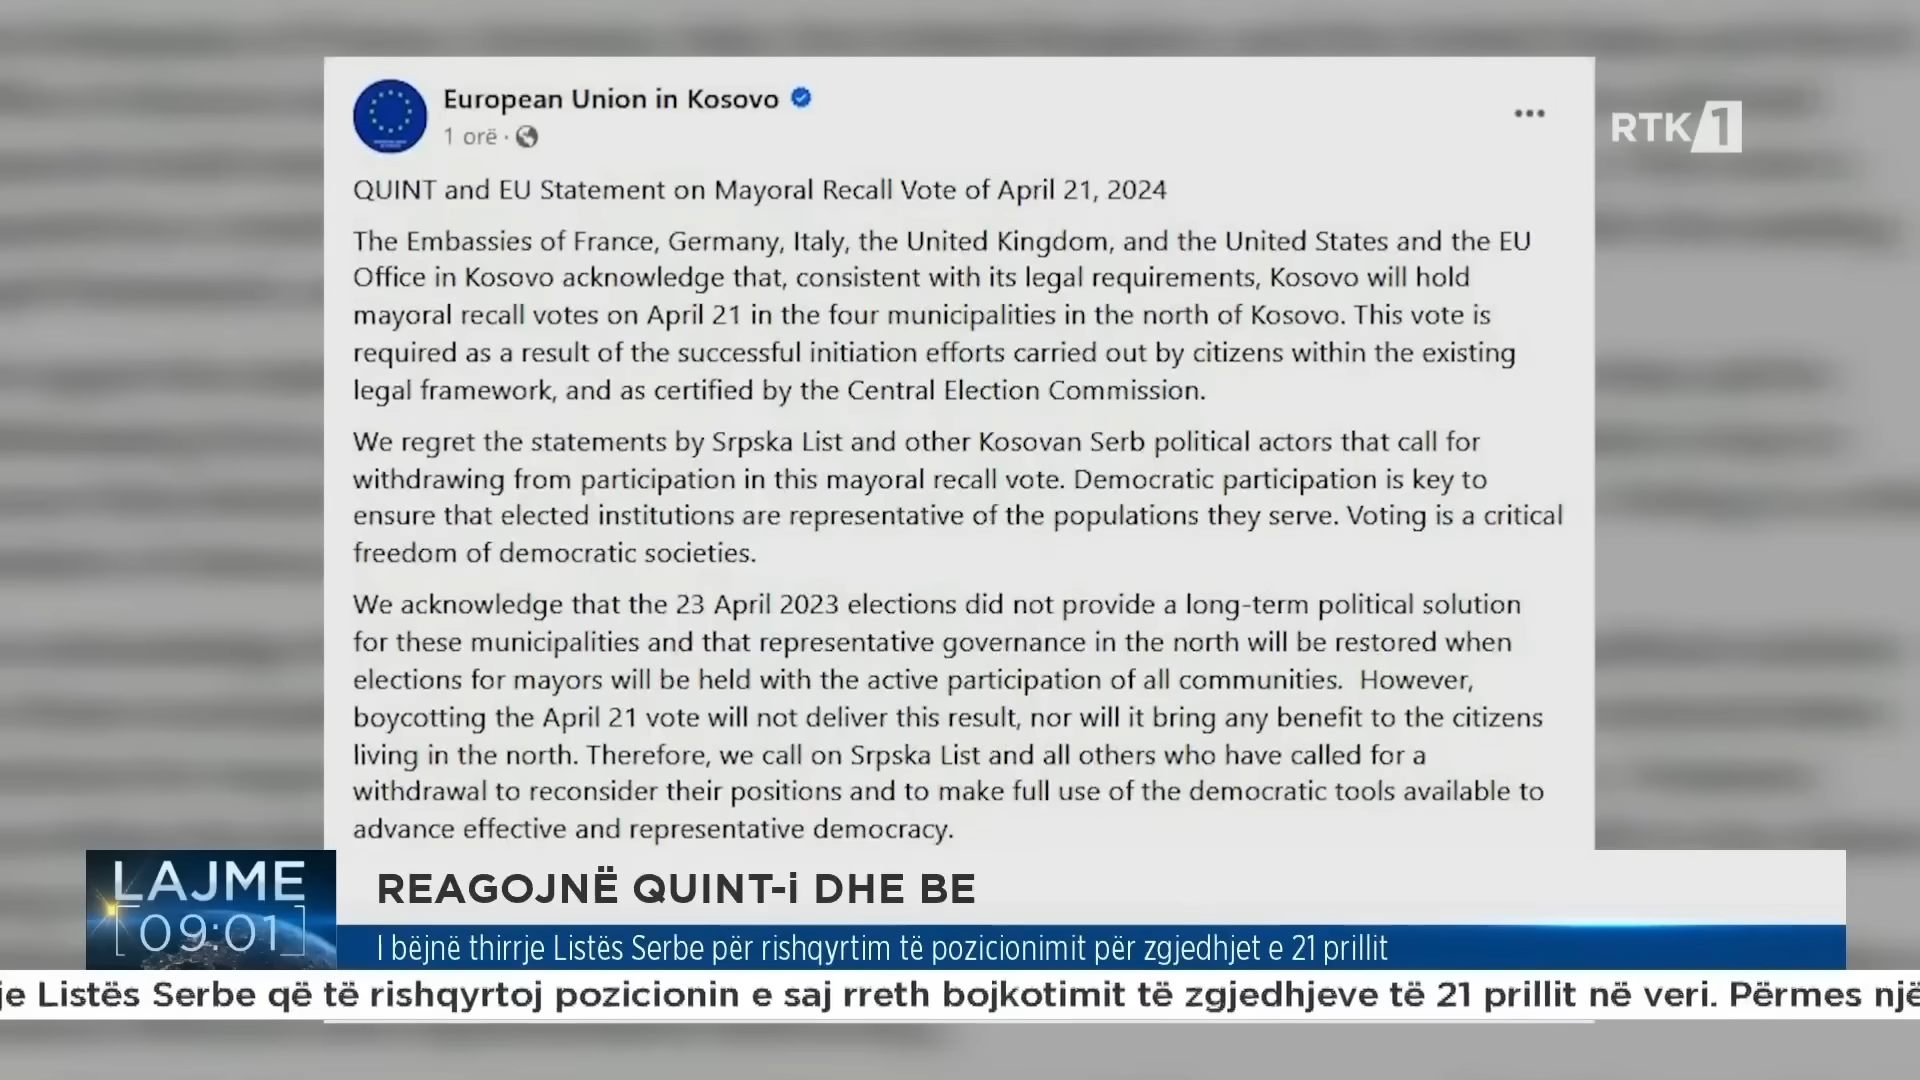 European Union in Kosovo
1 orë
RTK 1
QUINT and EU Statement on Mayoral Recall Vote of April 21, 2024
The Embassies of France, Germany, Italy, the United Kingdom, and the United States and the EU
Office in Kosovo acknowledge that, consistent with its legal requirements, Kosovo will hold
mayoral recall votes on April 21 in the four municipalities in the north of Kosovo. This vote is
required as a result of the successful initiation efforts carried out by citizens within the existing
legal framework, and as certified by the Central Election Commission.
We regret the statements by Srpska List and other Kosovan Serb political actors that call for
withdrawing from participation in this mayoral recall vote. Democratic participation is key to
ensure that elected institutions are representative of the populations they serve. Voting is a critical
freedom of democratic societies.
We acknowledge that the 23 April 2023 elections did not provide a long-term political solution
for these municipalities and that representative governance in the north will be restored when
elections for mayors will be held with the active participation of all communities. However,
boycotting the April 21 vote will not deliver this result, nor will it bring any benefit to the citizens
living in the north. Therefore, we call on Srpska List and all others who have called for a
withdrawal to reconsider their positions and to make full use of the democratic tools available to
advance effective and representative democracy.
LAJME
09:01
REAGOJNË QUINT-i DHE BE
I bëjnë thirrje Listës Serbe për rishqyrtim të pozicionimit për zgjedhjet e 21 prillit
je Listës Serbe që të rishqyrtoj pozicionin e saj rreth bojkotimit të zgjedhjeve të 21 prillit në veri. Përmes një